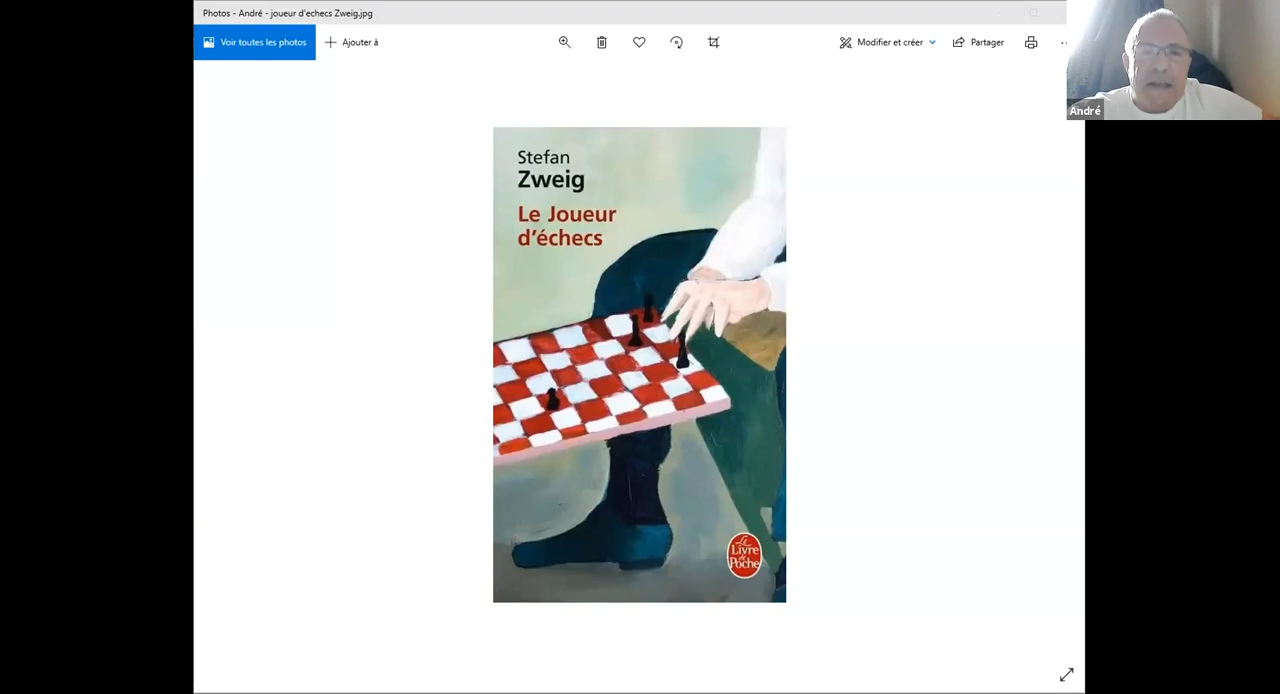 Photos - André - joueur d'echecs Zweig.jpg
Voir toutes les photos
Ajouter à
Modifier et créer
Partager
André
Stefan
Zweig
Le Joueur
d'échecs
Le
Livre
de
Poche